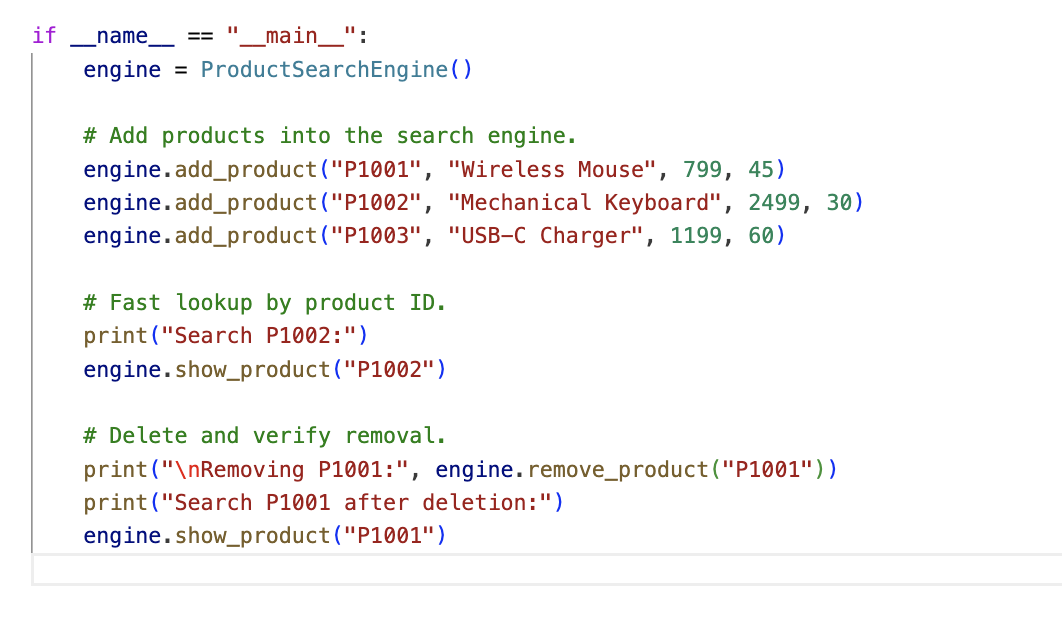 if __name__ == "__main__":
    engine = ProductSearchEngine()

    # Add products into the search engine.
    engine.add_product("P1001", "Wireless Mouse", 799, 45)
    engine.add_product("P1002", "Mechanical Keyboard", 2499, 30)
    engine.add_product("P1003", "USB-C Charger", 1199, 60)

    # Fast lookup by product ID.
    print("Search P1002:")
    engine.show_product("P1002")

    # Delete and verify removal.
    print("\nRemoving P1001:", engine.remove_product("P1001"))
    print("Search P1001 after deletion:")
    engine.show_product("P1001")